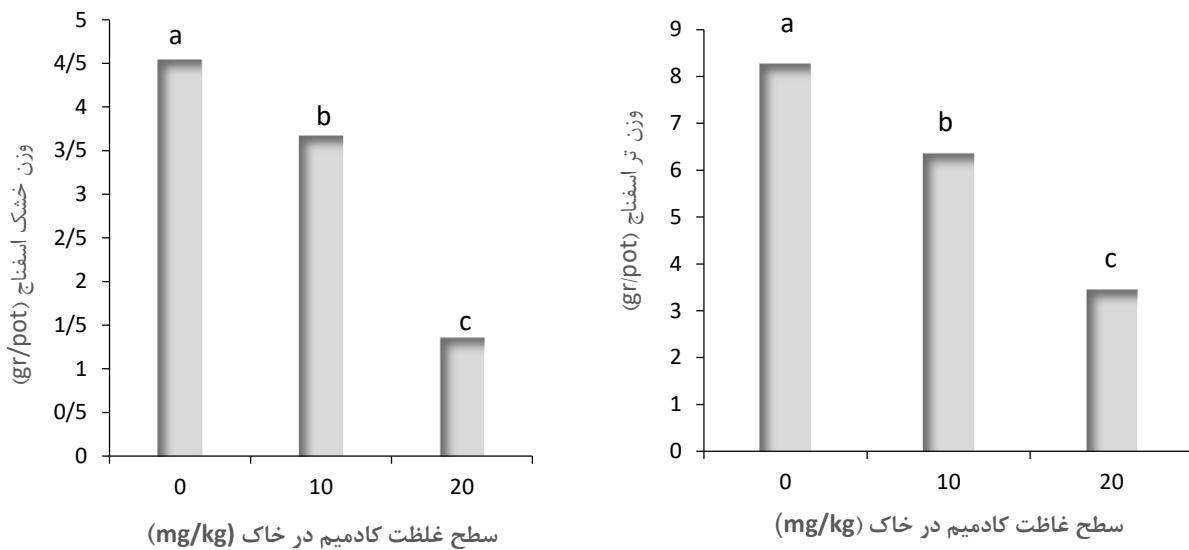 5
4/5
4
3/5
3
2/5
2
1/5
1
0/5
0
a
b
c
0
10
20
وزن خشک اسفناج (gr/pot)
سطح غلظت کادمیم در خاک (mg/kg)
9
8
7
6
5
4
3
2
1
0
a
b
c
0
10
20
وزن تر اسفناج (gr/pot)
سطح غاظت کادمیم در خاک (mg/kg)